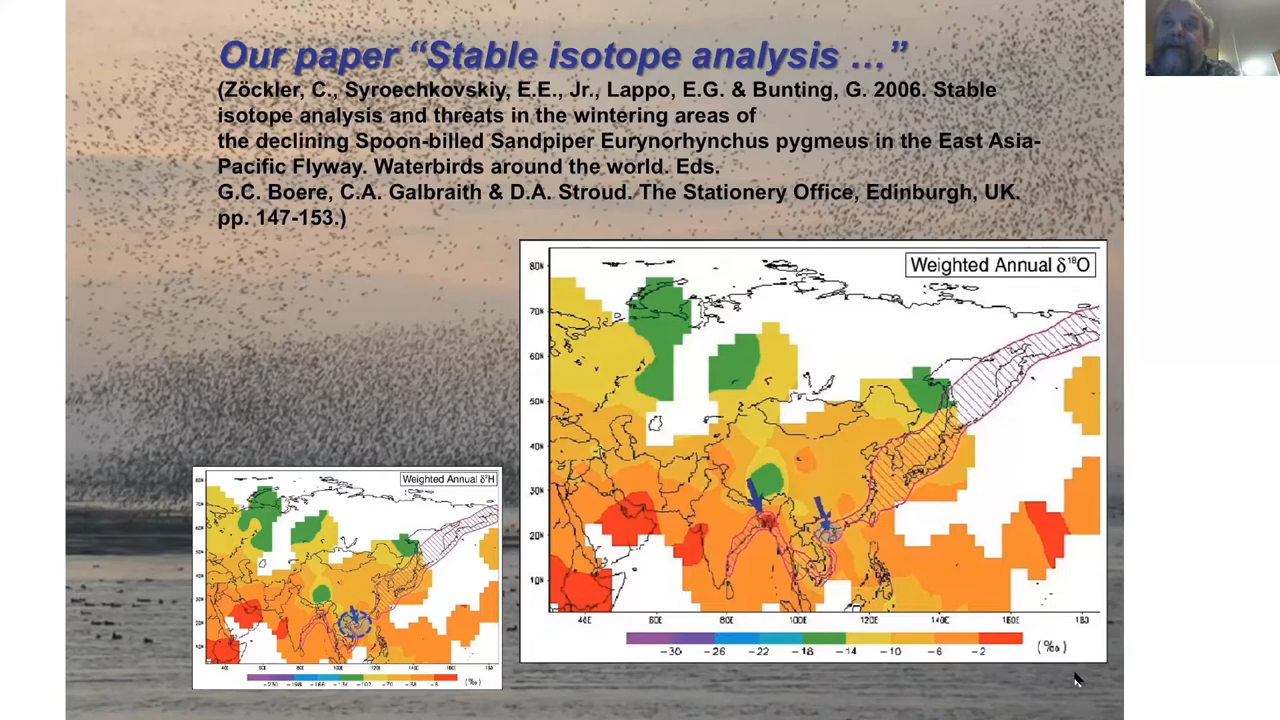 Our paper “Stable isotope analysis …”
(Zöckler, C., Syroechkovskiy, E.E., Jr., Lappo, E.G. & Bunting, G. 2006. Stable
isotope analysis and threats in the wintering areas of
the declining Spoon-billed Sandpiper Eurynorhynchus pygmeus in the East Asia-
Pacific Flyway. Waterbirds around the world. Eds.
G.C. Boere, C.A. Galbraith & D.A. Stroud. The Stationery Office, Edinburgh, UK.
pp. 147-153.)
Weighted Annual δ¹⁸O
80N
70N
60N
50N
40N
30N
20N
10N
40E 60E 80E 100E 120E 140E 160E 180
-30 -26 -22 -18 -14 -10 -6 -2 (‰)
Weighted Annual δ²H
(‰)